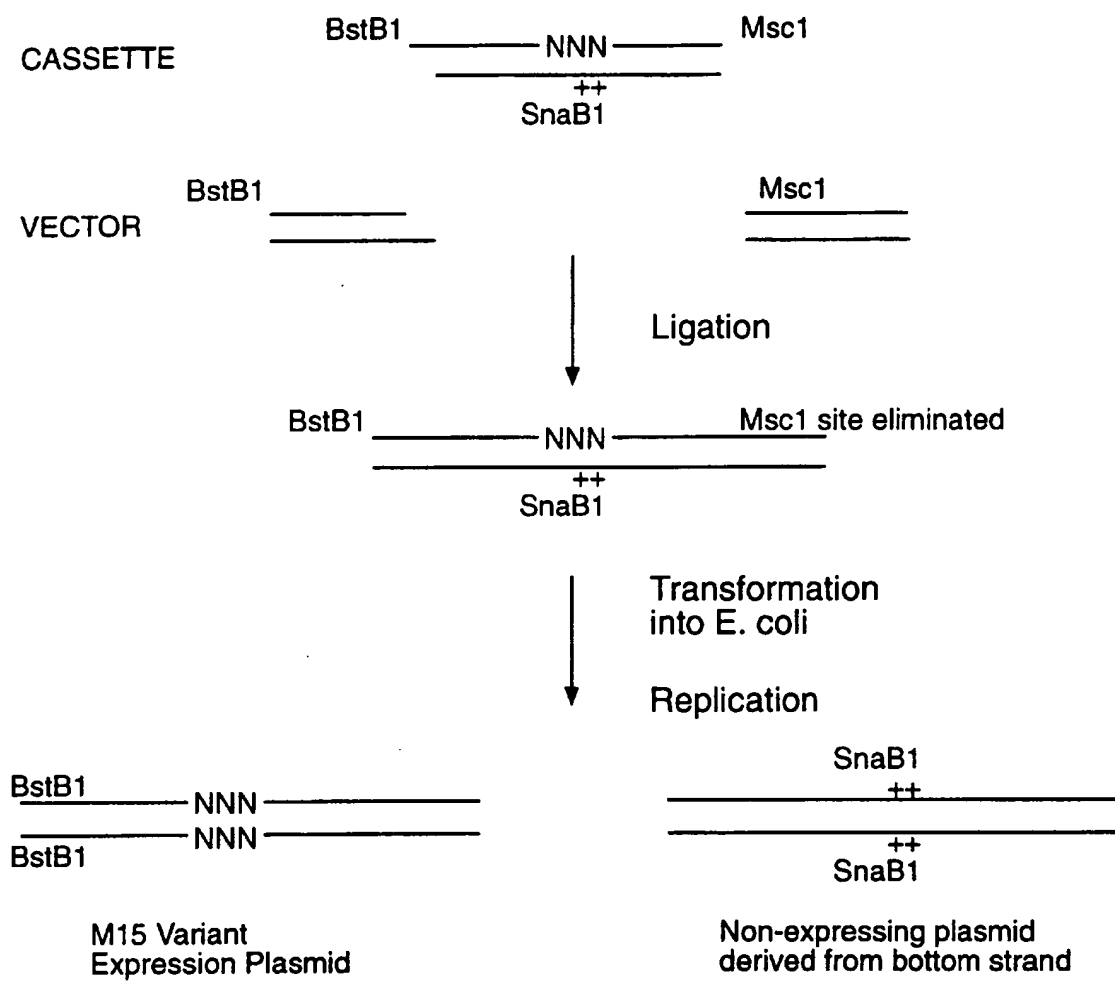 BstB1 NNN Msc1
CASSETTE
++
SnaB1
BstB1 Msc1
VECTOR
Ligation
BstB1 NNN Msc1 site eliminated
++
SnaB1
Transformation
into E. coli
Replication
SnaB1
++
BstB1
NNN
NNN
BstB1
++
SnaB1
M15 Variant
Expression Plasmid
Non-expressing plasmid
derived from bottom strand